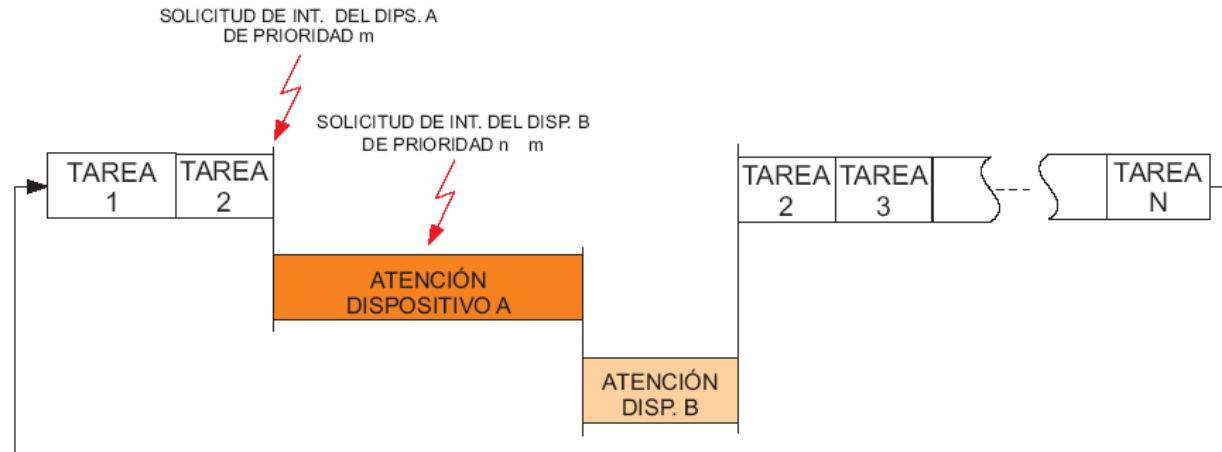 SOLICITUD DE INT. DEL DIPS. A
DE PRIORIDAD m
SOLICITUD DE INT. DEL DISP. B
DE PRIORIDAD n m
TAREA
1
TAREA
2
TAREA
2
TAREA
3
TAREA
N
ATENCIÓN
DISPOSITIVO A
ATENCIÓN
DISP. B